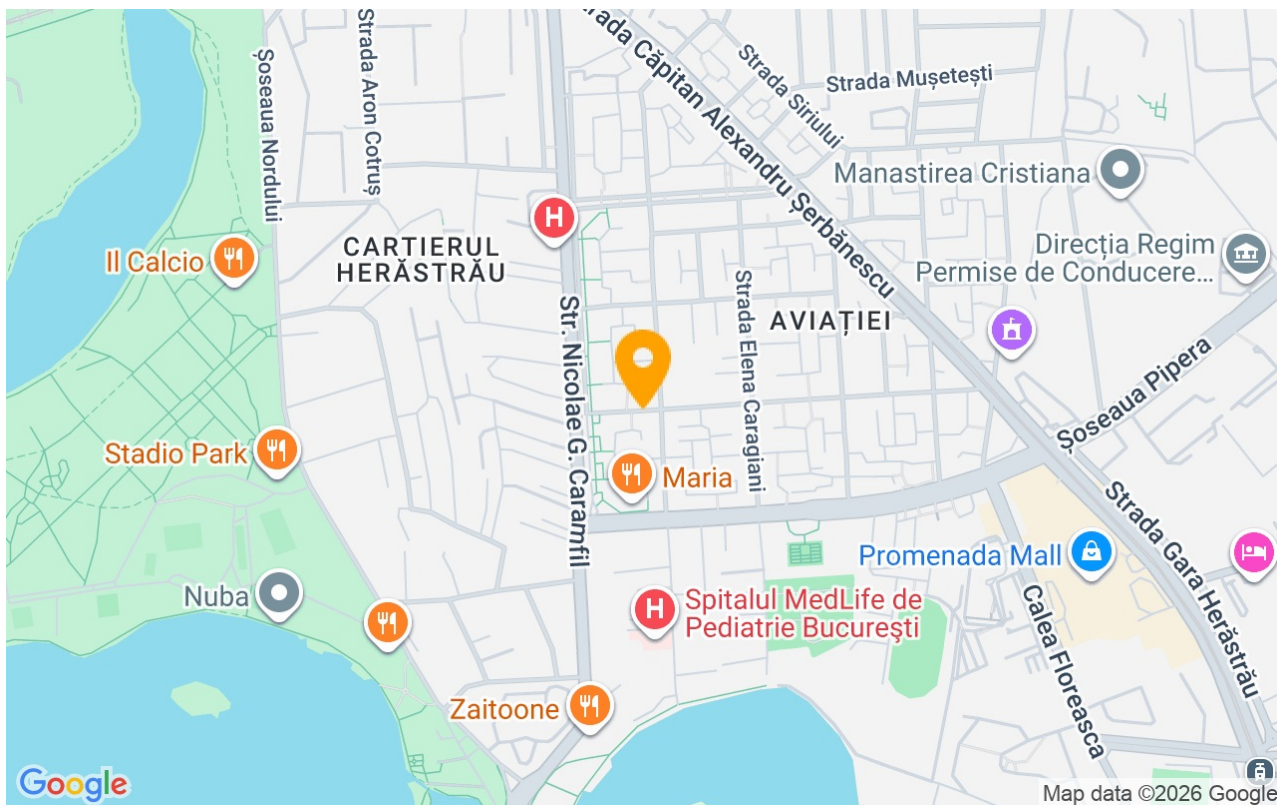 Strada Căpitan Alexandru Șerbănescu
Strada Aron Cotruș
Șoseaua Nordului
Strada Siriului
Strada Mușetești
Manastirea Cristiana
H
CARTIERUL
HERĂSTRĂU
Il Calcio
Direcția Regim
Permise de Conducere...
AVIAȚIEI
Str. Nicolae G. Caramfil
Strada Elena Caragiani
Șoseaua Pipera
Stadio Park
Maria
Strada Gara Herăstrău
Promenada Mall
Nuba
H
Spitalul MedLife de
Pediatrie Bucureşti
Calea Floreasca
Zaitoone
Google
Map data ©2026 Google